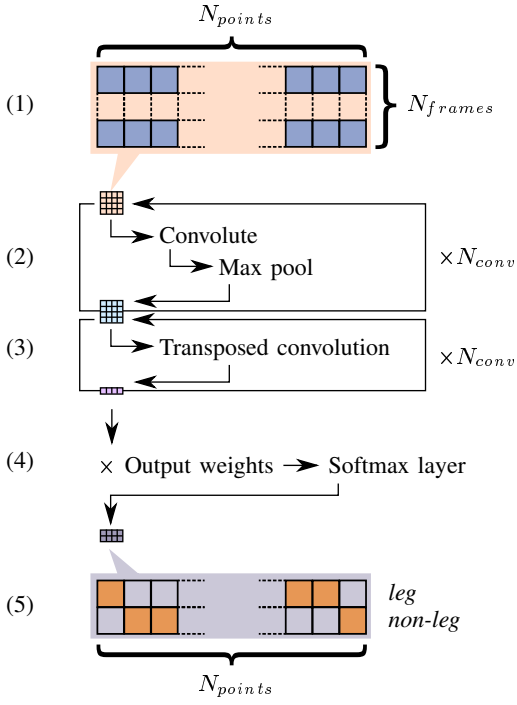 N_points
(1)
N_frames
(2)
Convolute
Max pool
× N_conv
(3)
Transposed convolution
× N_conv
(4)
× Output weights
Softmax layer
(5)
leg
non-leg
N_points